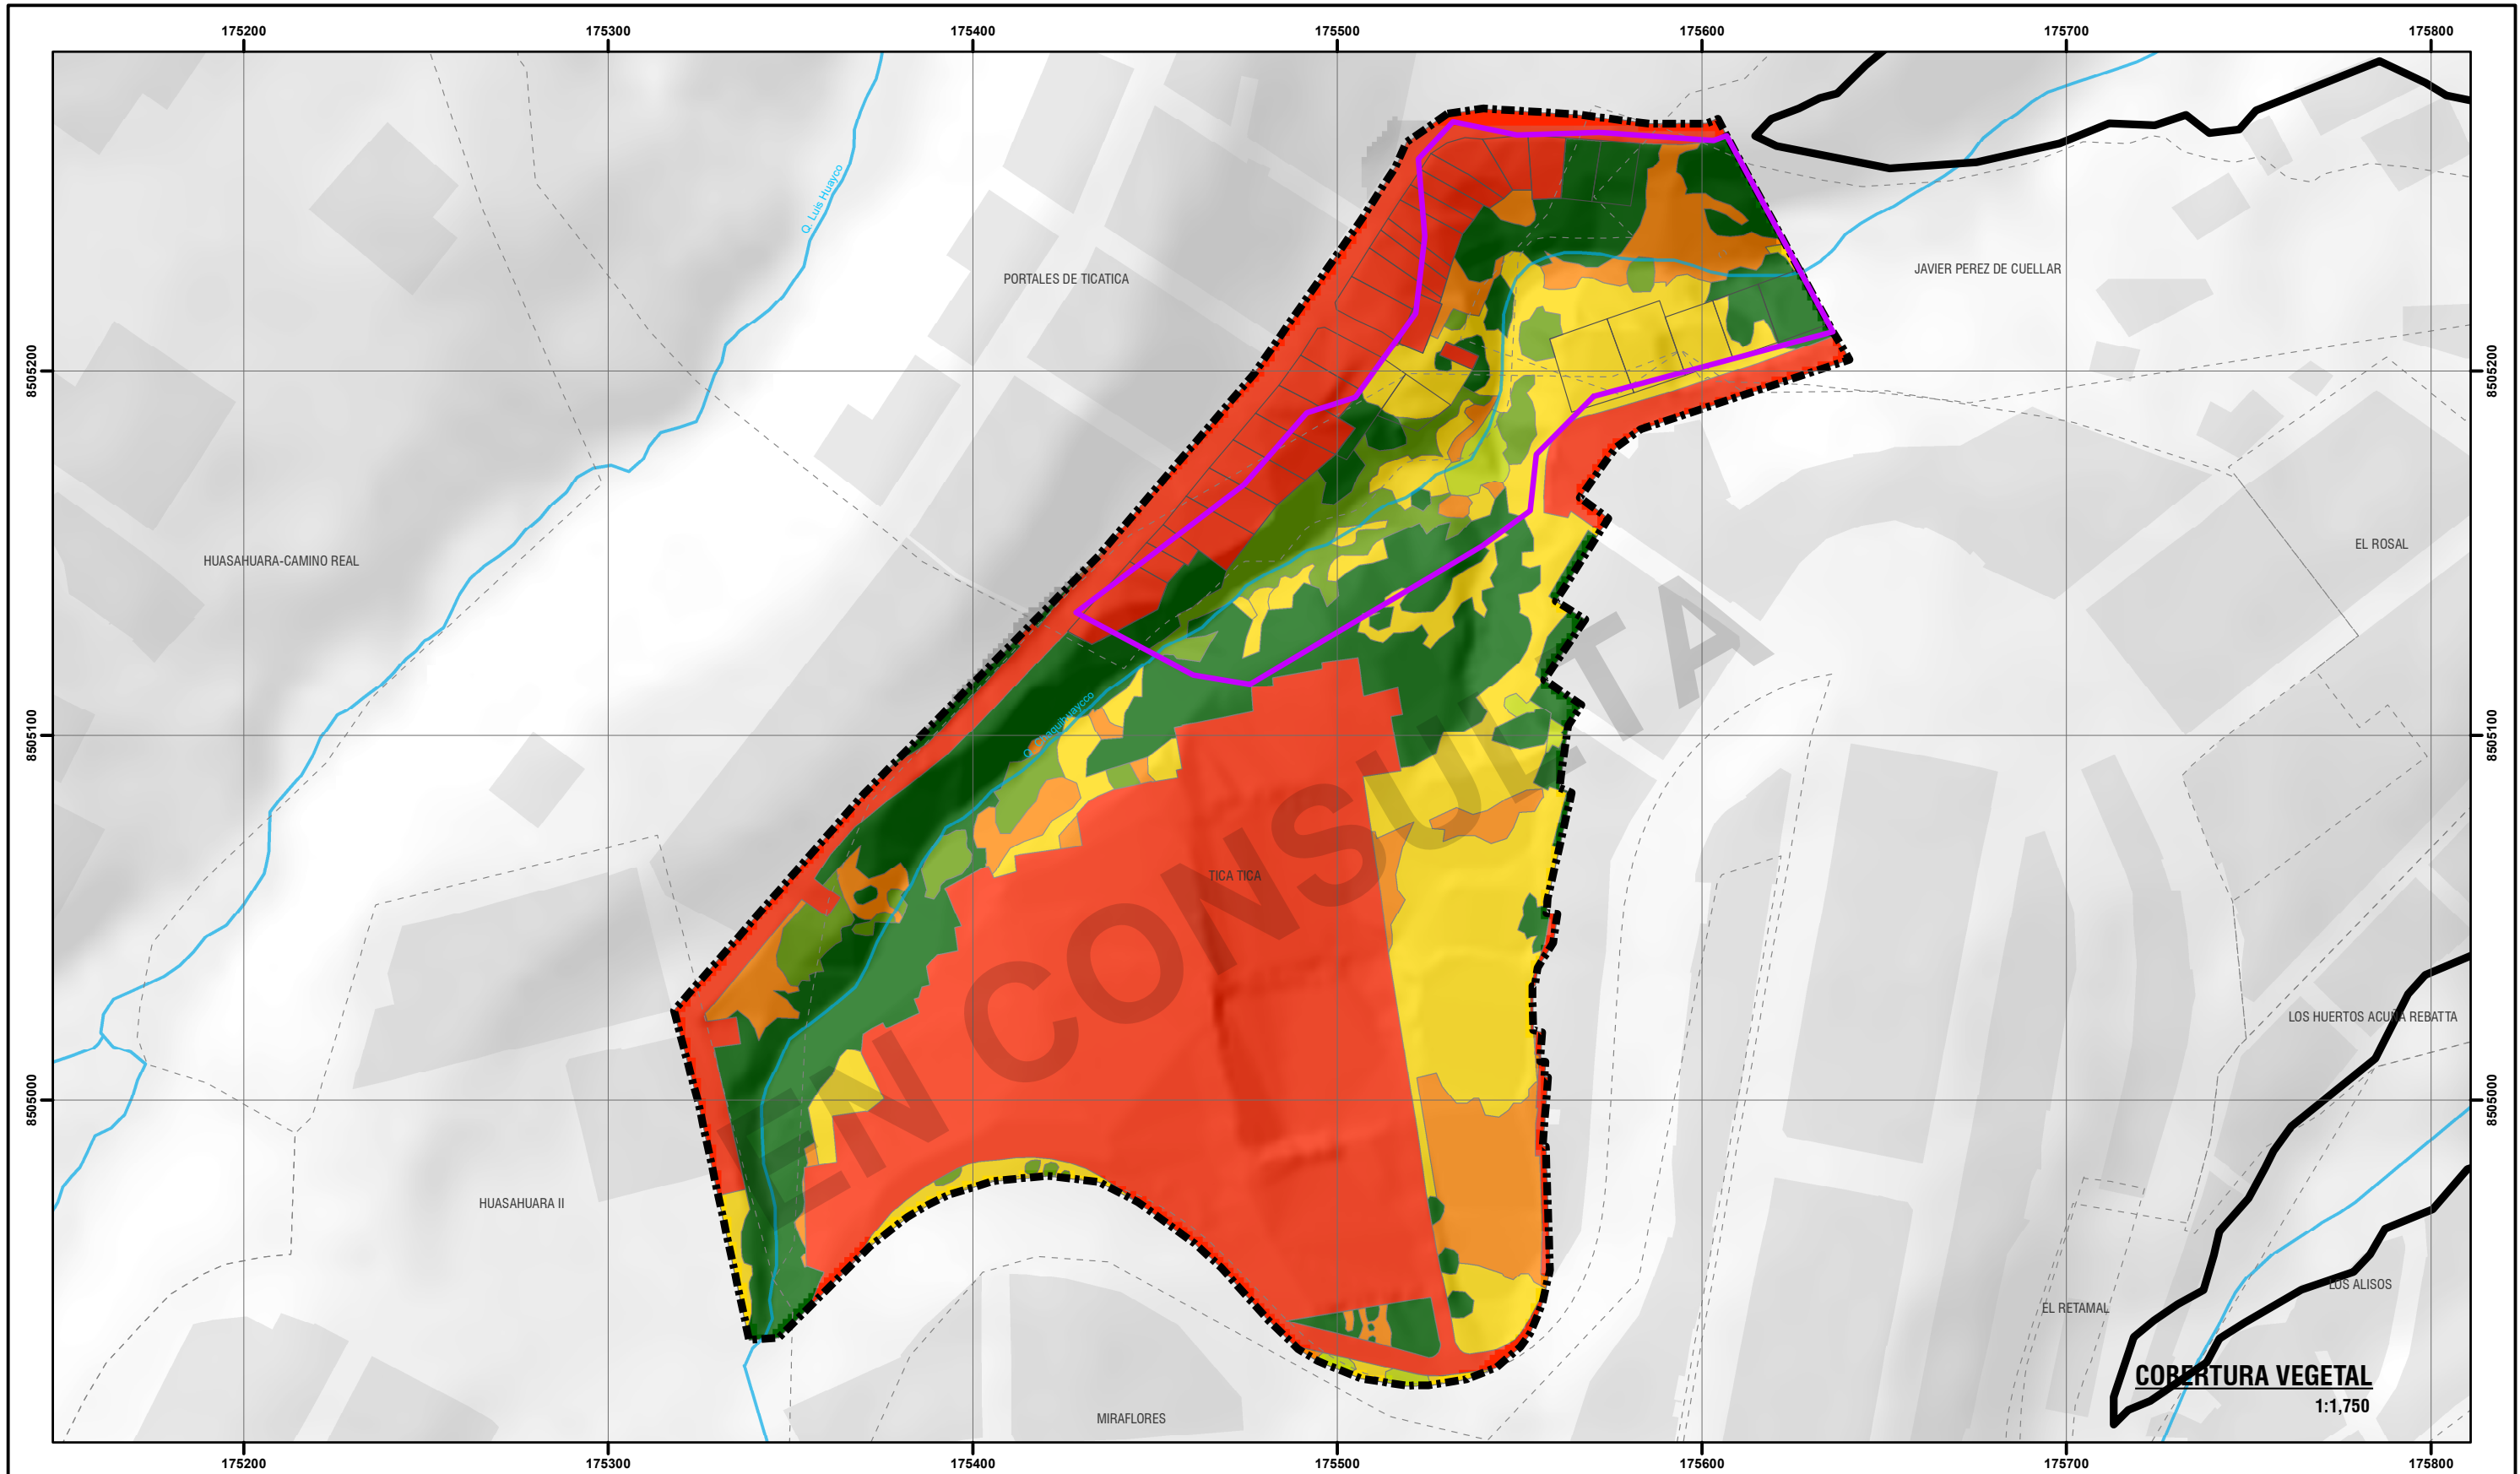 175200 175300 175400 175500 175600 175700 175800
Q. Luis Huayco
PORTALES DE TICATICA
JAVIER PEREZ DE CUELLAR
8505200 8505200
HUASAHUARA-CAMINO REAL
EL ROSAL
8505100 8505100
TICA TICA
EN CONSULTA
LOS HUERTOS ACUÑA REBATTA
8505000 8505000
HUASAHUARA II
LOS ALISOS
EL RETAMAL
COBERTURA VEGETAL
1:1,750
MIRAFLORES
175200 175300 175400 175500 175600 175700 175800